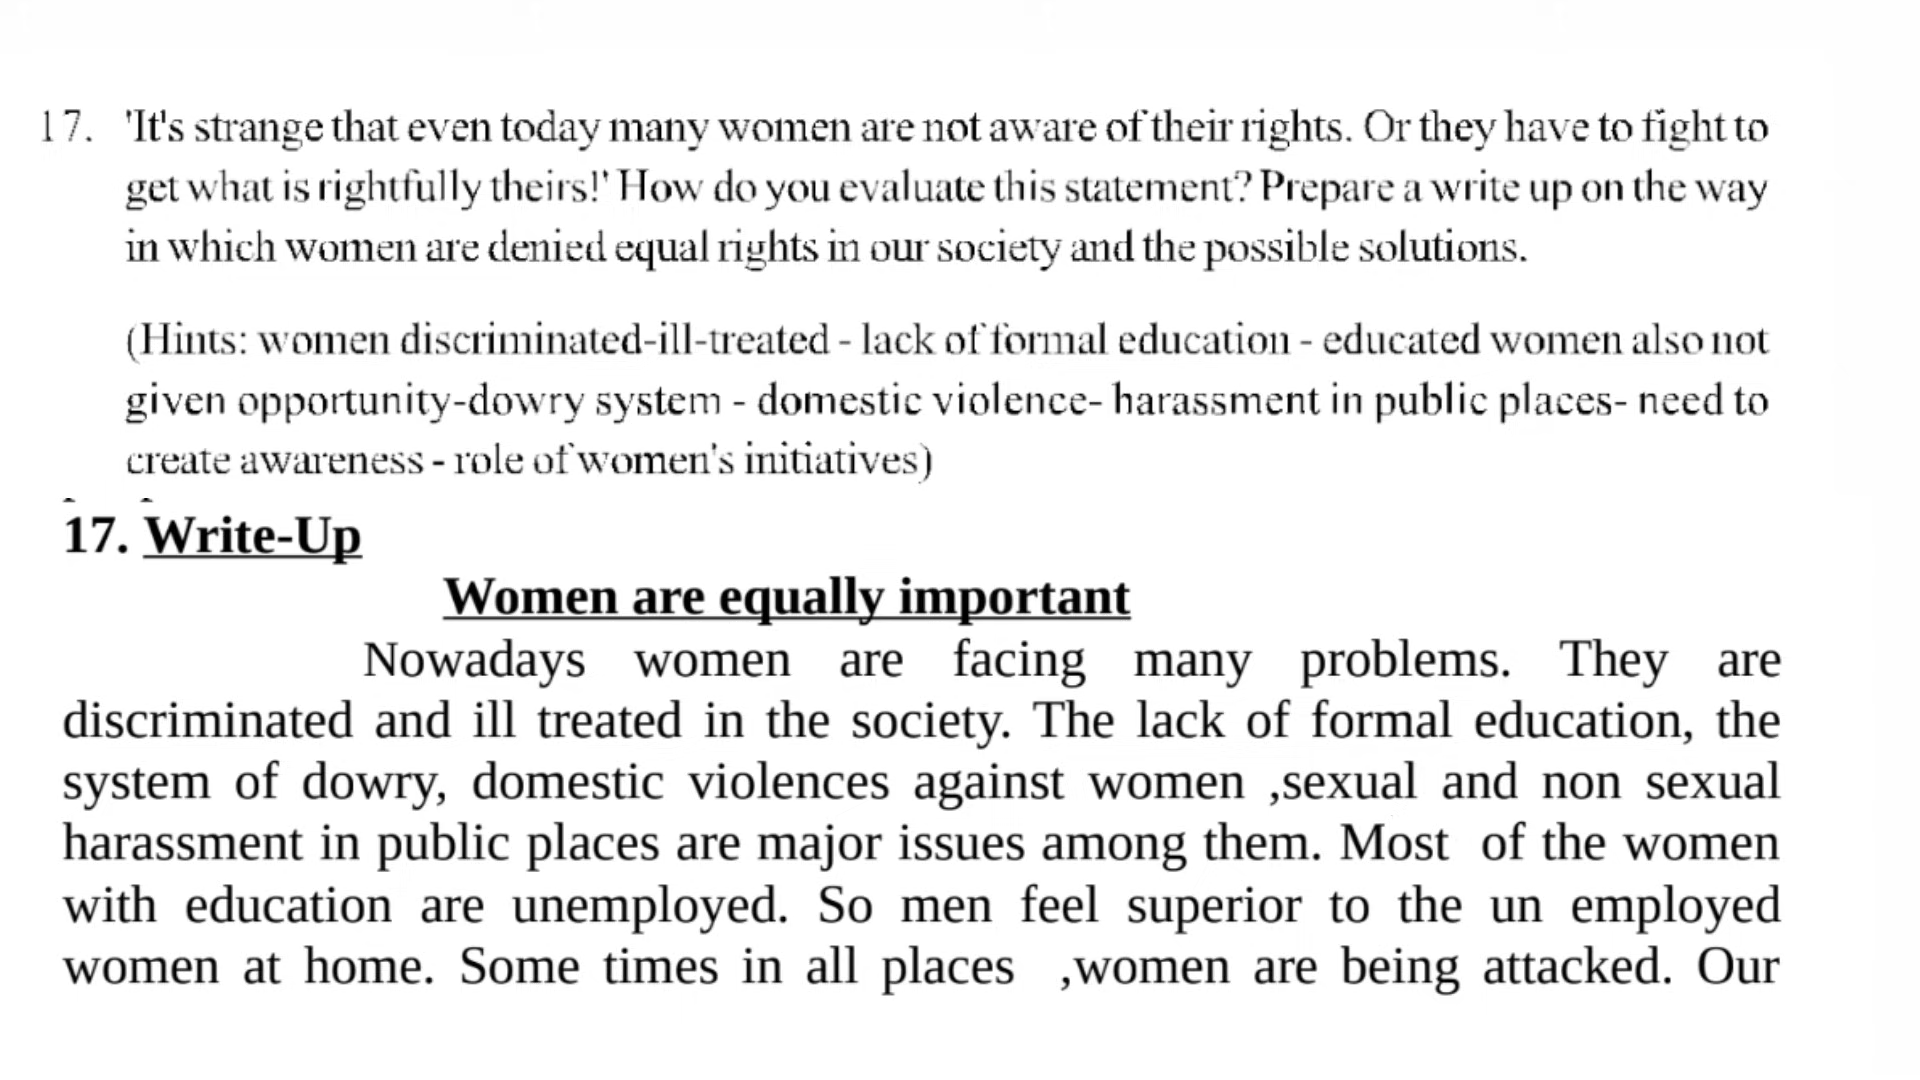 17. 'It's strange that even today many women are not aware of their rights. Or they have to fight to
get what is rightfully theirs!' How do you evaluate this statement? Prepare a write up on the way
in which women are denied equal rights in our society and the possible solutions.
(Hints: women discriminated-ill-treated - lack of formal education - educated women also not
given opportunity-dowry system - domestic violence- harassment in public places- need to
create awareness - role of women's initiatives)
17. Write-Up
Women are equally important
Nowadays women are facing many problems. They are
discriminated and ill treated in the society. The lack of formal education, the
system of dowry, domestic violences against women ,sexual and non sexual
harassment in public places are major issues among them. Most of the women
with education are unemployed. So men feel superior to the un employed
women at home. Some times in all places ,women are being attacked. Our